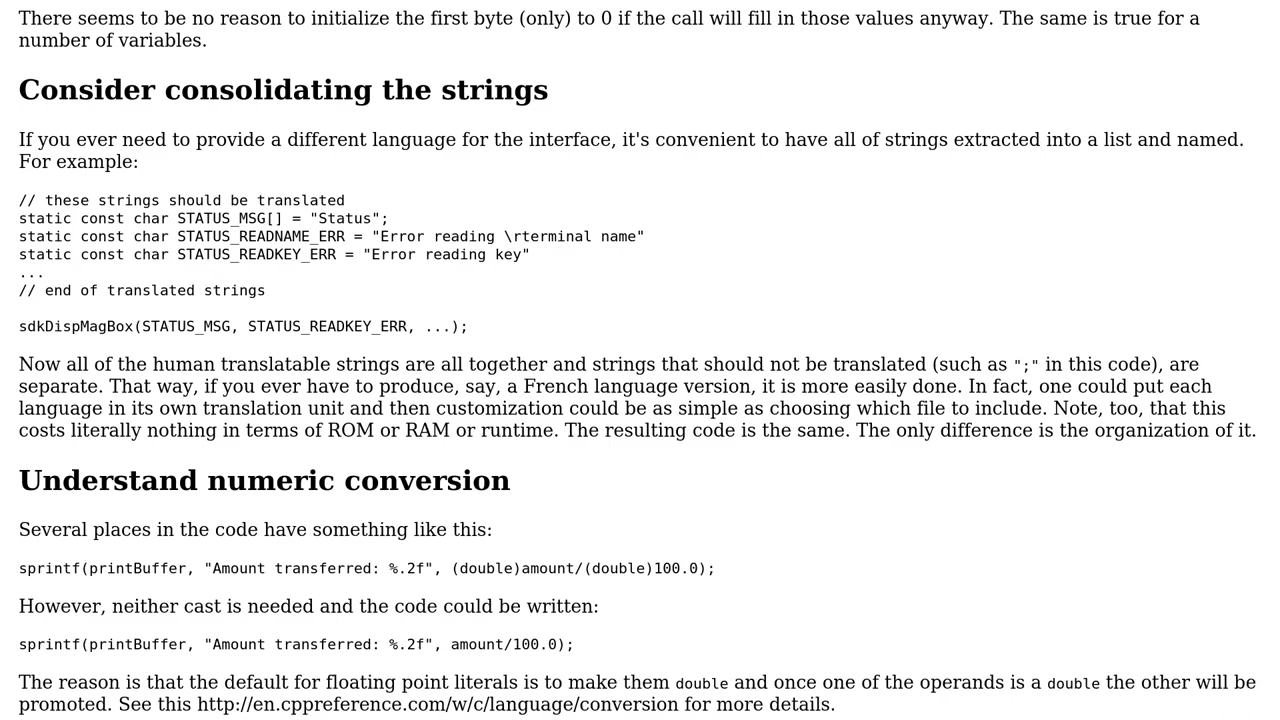 There seems to be no reason to initialize the first byte (only) to 0 if the call will fill in those values anyway. The same is true for a
number of variables.
Consider consolidating the strings
If you ever need to provide a different language for the interface, it's convenient to have all of strings extracted into a list and named.
For example:
// these strings should be translated
static const char STATUS_MSG[] = "Status";
static const char STATUS_READNAME_ERR = "Error reading \rterminal name"
static const char STATUS_READKEY_ERR = "Error reading key"
...
// end of translated strings
sdkDispMagBox(STATUS_MSG, STATUS_READKEY_ERR, ...);
Now all of the human translatable strings are all together and strings that should not be translated (such as ";" in this code), are
separate. That way, if you ever have to produce, say, a French language version, it is more easily done. In fact, one could put each
language in its own translation unit and then customization could be as simple as choosing which file to include. Note, too, that this
costs literally nothing in terms of ROM or RAM or runtime. The resulting code is the same. The only difference is the organization of it.
Understand numeric conversion
Several places in the code have something like this:
sprintf(printBuffer, "Amount transferred: %.2f", (double)amount/(double)100.0);
However, neither cast is needed and the code could be written:
sprintf(printBuffer, "Amount transferred: %.2f", amount/100.0);
The reason is that the default for floating point literals is to make them double and once one of the operands is a double the other will be
promoted. See this http://en.cppreference.com/w/c/language/conversion for more details.